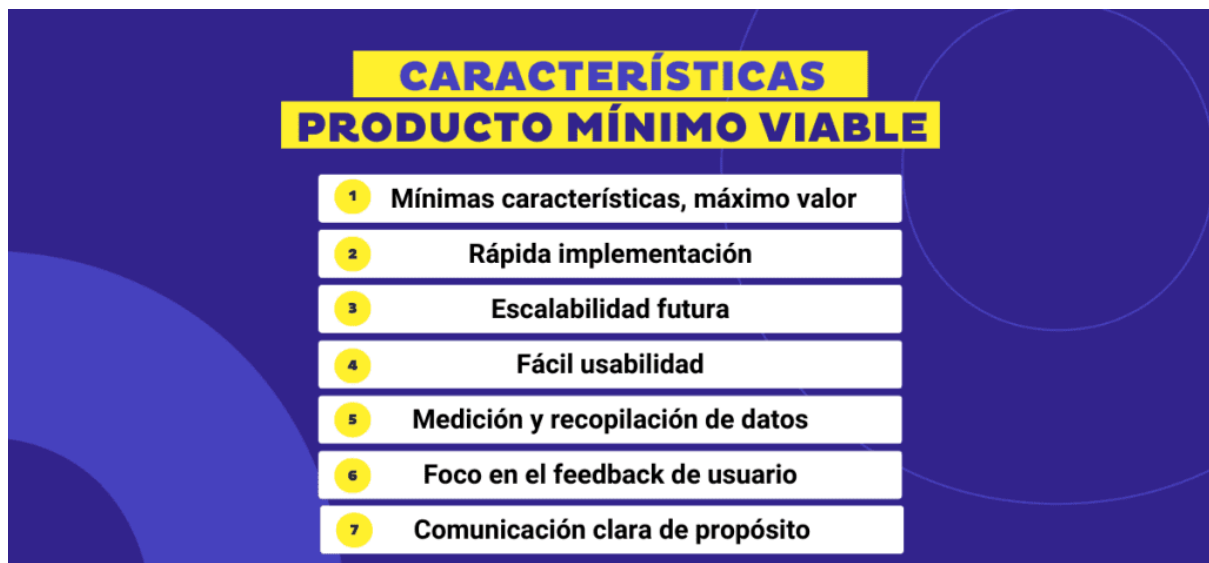 CARACTERÍSTICAS
PRODUCTO MÍNIMO VIABLE
1 Mínimas características, máximo valor
2 Rápida implementación
3 Escalabilidad futura
4 Fácil usabilidad
5 Medición y recopilación de datos
6 Foco en el feedback de usuario
7 Comunicación clara de propósito